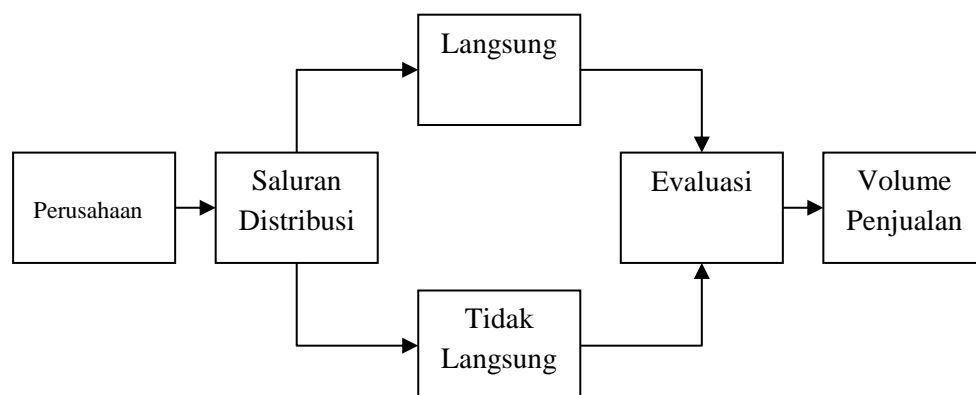 Langsung
Perusahaan
Saluran
Distribusi
Evaluasi
Volume
Penjualan
Tidak
Langsung